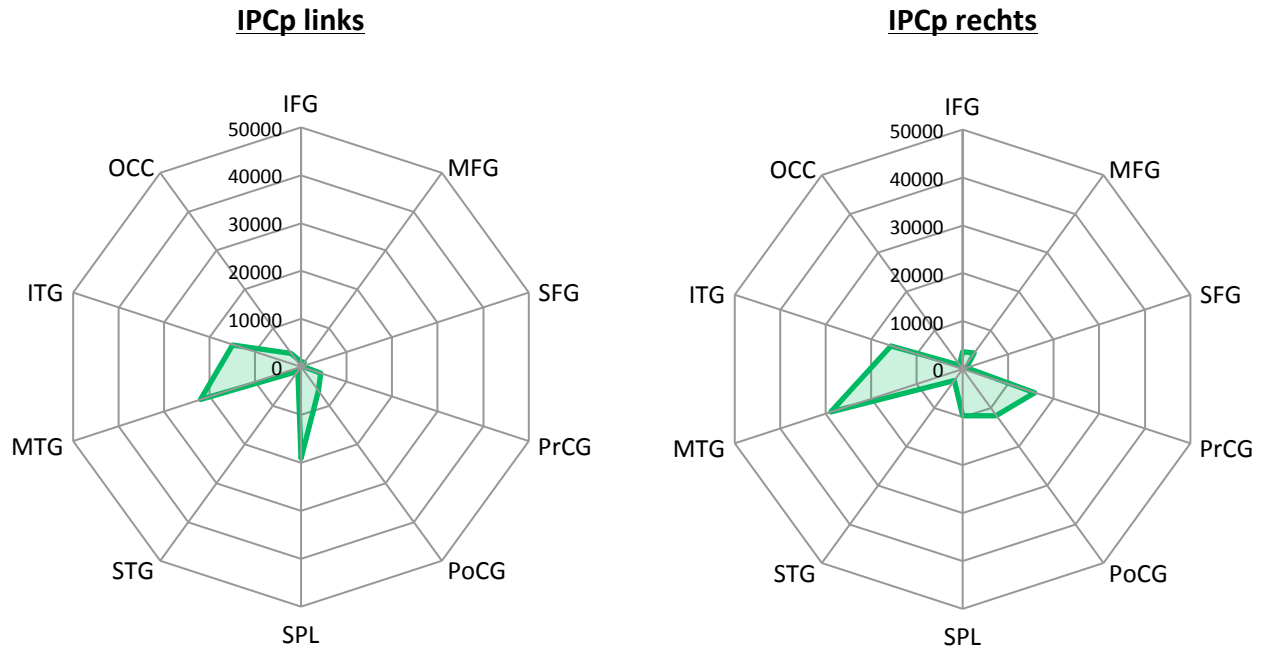 IPCp links
IFG
MFG
SFG
PrCG
PoCG
SPL
STG
MTG
ITG
OCC
50000
40000
30000
20000
10000
0
IPCp rechts
IFG
MFG
SFG
PrCG
PoCG
SPL
STG
MTG
ITG
OCC
50000
40000
30000
20000
10000
0